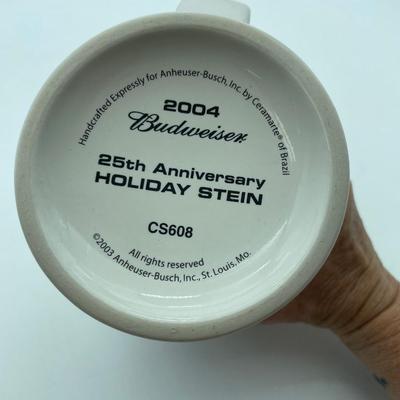 Handcrafted Expressly for Anheuser-Busch, Inc. by Ceramarte® of Brazil
2004
Budweiser
25th Anniversary
HOLIDAY STEIN
CS608
All rights reserved
©2003 Anheuser-Busch, Inc., St. Louis, Mo.